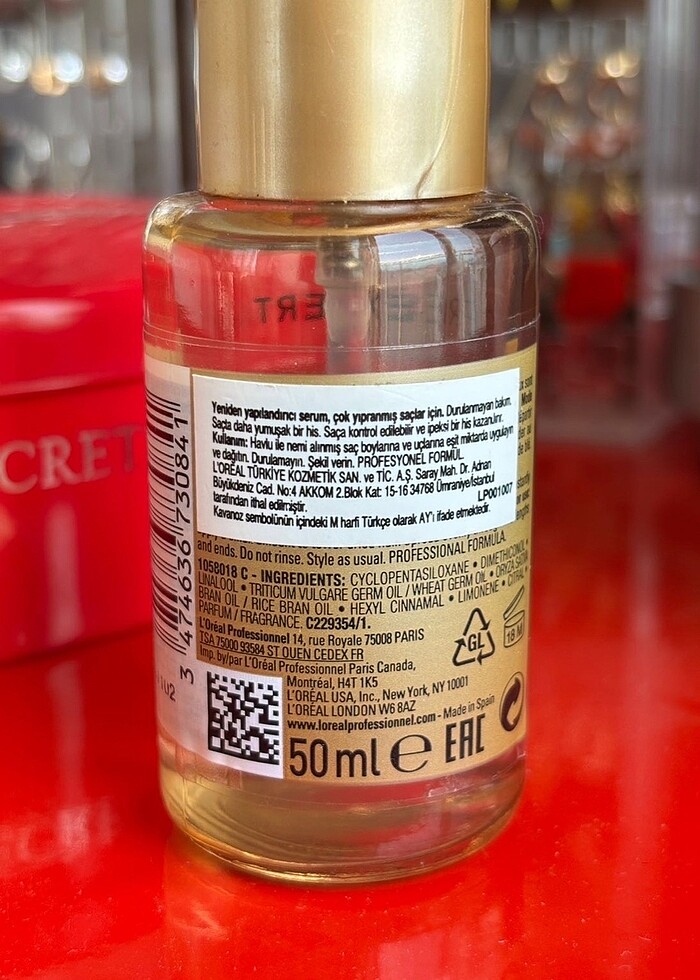 CRET
Yeniden yapılandırıcı serum, çok yıpranmış saçlar için. Durulanmayan bakım.
Saçta daha yumuşak bir his. Saça kontrol edilebilir ve ipeksi bir his kazandırır.
Kullanım: Havlu ile nemi alınmış saç boylarına ve uçlarına eşit miktarda uygulayın
ve dağıtın. Durulamayın. Şekil verin. PROFESYONEL FORMÜL
L'ORÉAL TÜRKİYE KOZMETİK SAN. ve TİC. A.Ş. Saray Mah. Dr. Adnan
Büyükdeniz Cad. No:4 AKKOM 2.Blok Kat: 15-16 34768 Ümraniye/İstanbul
tarafından ithal edilmiştir. LP001007
Kavanoz sembolünün içindeki M harfi Türkçe olarak AY'ı ifade etmektedir.
and ends. Do not rinse. Style as usual. PROFESSIONAL FORMULA.
1058018 C - INGREDIENTS: CYCLOPENTASILOXANE • DIMETHICONOL •
LINALOOL • TRITICUM VULGARE GERM OIL / WHEAT GERM OIL • ORYZA SATIVA
BRAN OIL / RICE BRAN OIL • HEXYL CINNAMAL • LIMONENE • CITRAL •
PARFUM / FRAGRANCE. C229354/1.
L'Oréal Professionnel 14, rue Royale 75008 PARIS
TSA 75000 93584 ST OUEN CEDEX FR
Imp. by/par L'Oréal Professionnel Paris Canada,
Montréal, H4T 1K5
L'ORÉAL USA, Inc., New York, NY 10001
L'ORÉAL LONDON W6 8AZ
www.lorealprofessionnel.com - Made in Spain
GL
18 M
50 ml e EAC
3 474636 730841